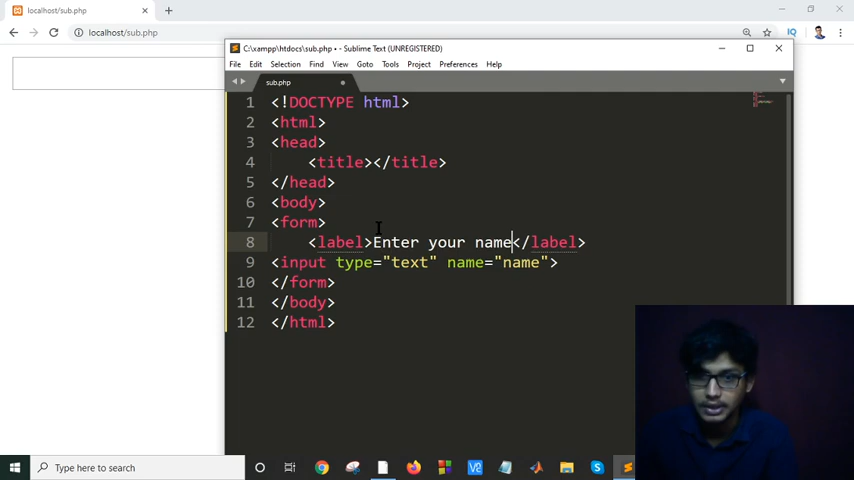 localhost/sub.php
localhost/sub.php
IQ
C:\xampp\htdocs\sub.php • - Sublime Text (UNREGISTERED)
File Edit Selection Find View Goto Tools Project Preferences Help
sub.php
1 <!DOCTYPE html>
2 <html>
3 <head>
4 <title></title>
5 </head>
6 <body>
7 <form>
8 <label>Enter your name</label>
9 <input type="text" name="name">
10 </form>
11 </body>
12 </html>
Type here to search